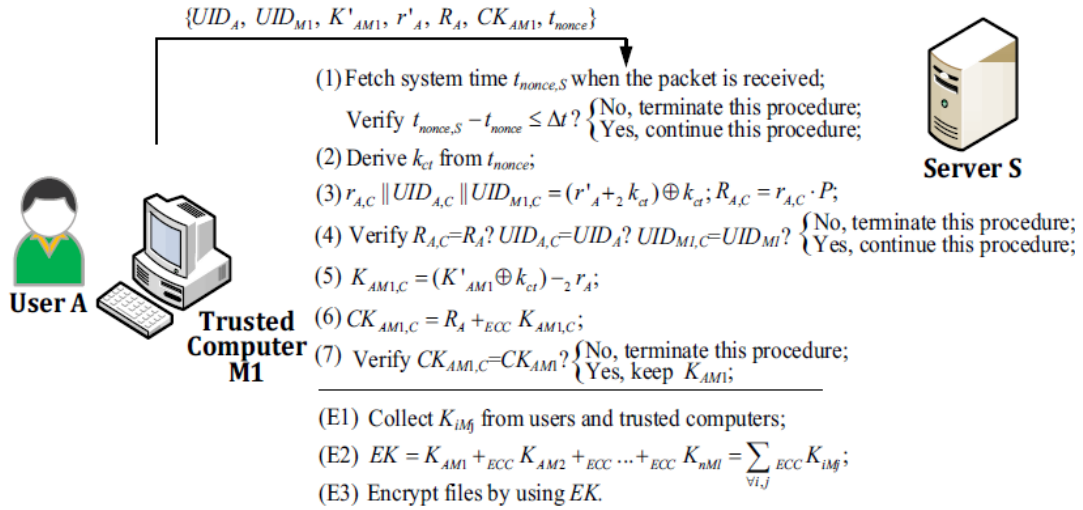 {UID_A, UID_M1, K'_AM1, r'_A, R_A, CK_AM1, t_nonce}
(1) Fetch system time t_nonce,S when the packet is received;
Verify t_nonce,S − t_nonce ≤ Δt? {No, terminate this procedure;
Yes, continue this procedure;
(2) Derive k_ct from t_nonce;
(3) r_A,C || UID_A,C || UID_M1,C = (r'_A +_2 k_ct) ⊕ k_ct; R_A,C = r_A,C · P;
(4) Verify R_A,C=R_A? UID_A,C=UID_A? UID_M1,C=UID_M1? {No, terminate this procedure;
Yes, continue this procedure;
(5) K_AM1,C = (K'_AM1 ⊕ k_ct) −_2 r_A;
(6) CK_AM1,C = R_A +_ECC K_AM1,C;
(7) Verify CK_AM1,C=CK_AM1? {No, terminate this procedure;
Yes, keep K_AM1;
(E1) Collect K_iMj from users and trusted computers;
(E2) EK = K_AM1 +_ECC K_AM2 +_ECC ... +_ECC K_nMl = ∑_∀i,j ECC K_iMj;
(E3) Encrypt files by using EK.
User A
Trusted
Computer
M1
Server S